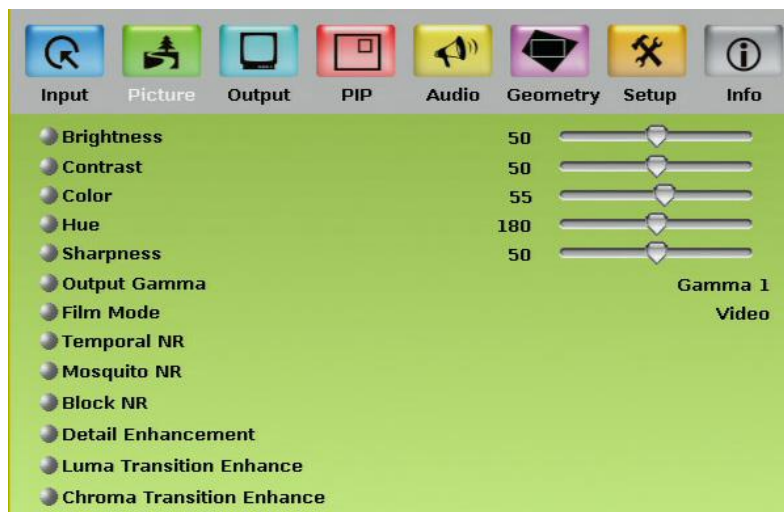 Input Picture Output PIP Audio Geometry Setup Info
Brightness 50
Contrast 50
Color 55
Hue 180
Sharpness 50
Output Gamma Gamma 1
Film Mode Video
Temporal NR
Mosquito NR
Block NR
Detail Enhancement
Luma Transition Enhance
Chroma Transition Enhance